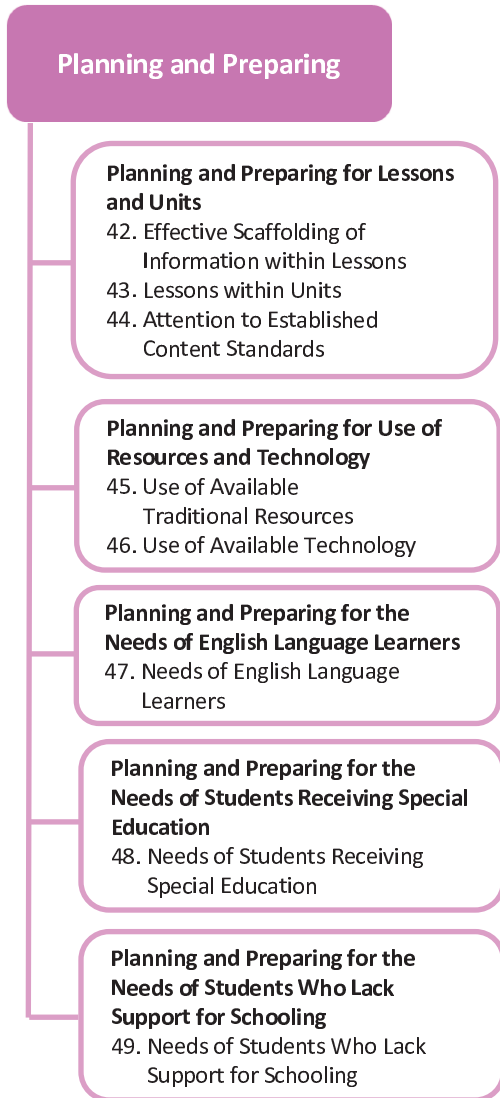 Planning and Preparing
Planning and Preparing for Lessons
and Units
42. Effective Scaffolding of
Information within Lessons
43. Lessons within Units
44. Attention to Established
Content Standards
Planning and Preparing for Use of
Resources and Technology
45. Use of Available
Traditional Resources
46. Use of Available Technology
Planning and Preparing for the
Needs of English Language Learners
47. Needs of English Language
Learners
Planning and Preparing for the
Needs of Students Receiving Special
Education
48. Needs of Students Receiving
Special Education
Planning and Preparing for the
Needs of Students Who Lack
Support for Schooling
49. Needs of Students Who Lack
Support for Schooling